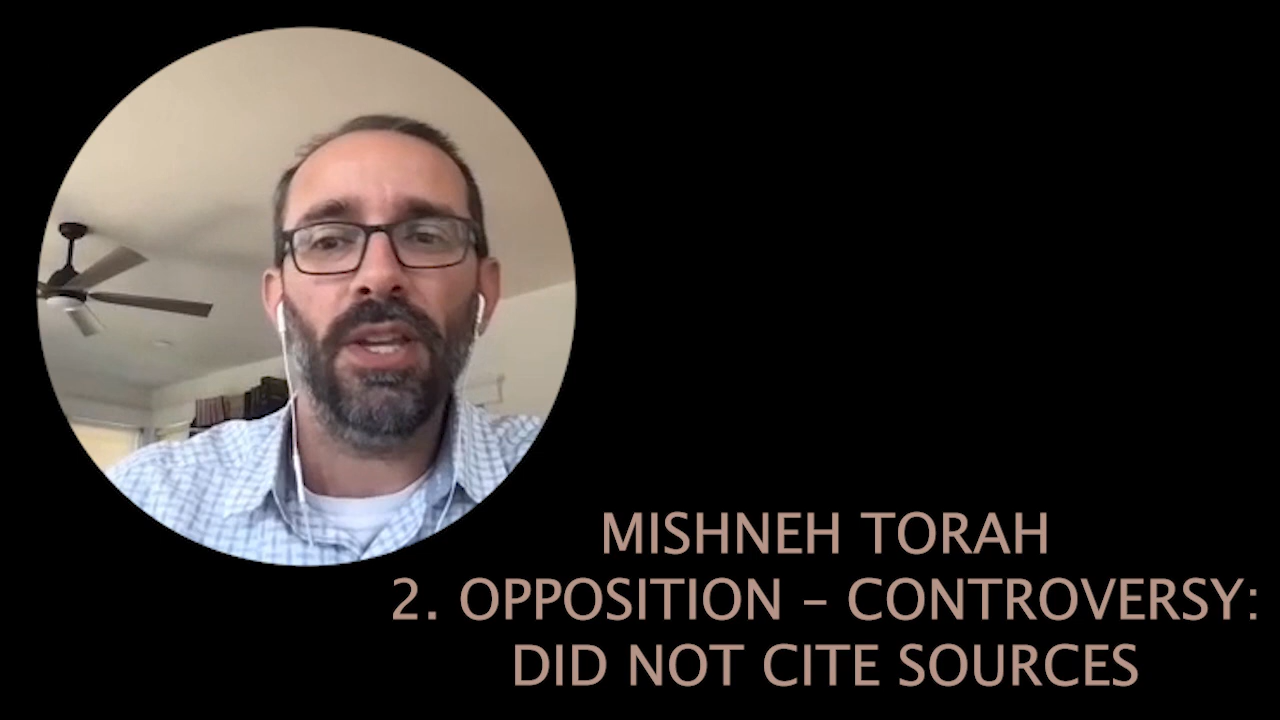 MISHNEH TORAH
2. OPPOSITION – CONTROVERSY:
DID NOT CITE SOURCES